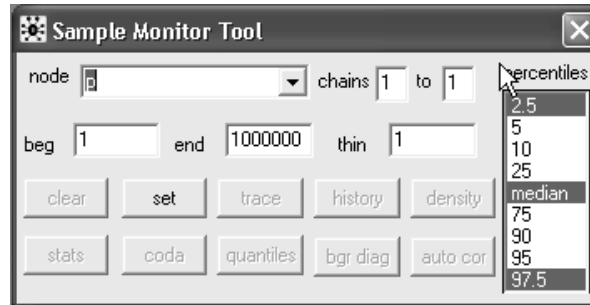 Sample Monitor Tool
node p chains 1 to 1 percentiles
beg 1 end 1000000 thin 1
2.5
5
10
25
median
75
90
95
97.5
clear set trace history density
stats coda quantiles bgr diag auto cor